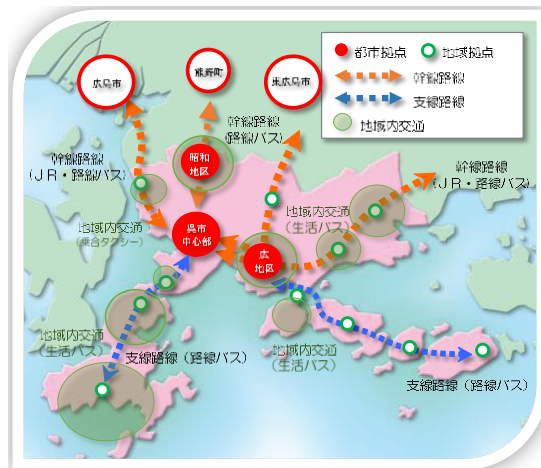 広島市
熊野町
東広島市
都市拠点
地域拠点
幹線路線
支線路線
地域内交通
幹線路線
(JR・路線バス)
昭和
地区
幹線路線
(路線バス)
幹線路線
(JR・路線バス)
地域内交通
(乗合タクシー)
呉市
中心部
地域内交通
(生活バス)
広
地区
地域内交通
(生活バス)
支線路線(路線バス)
地域内交通
(生活バス)
支線路線(路線バス)